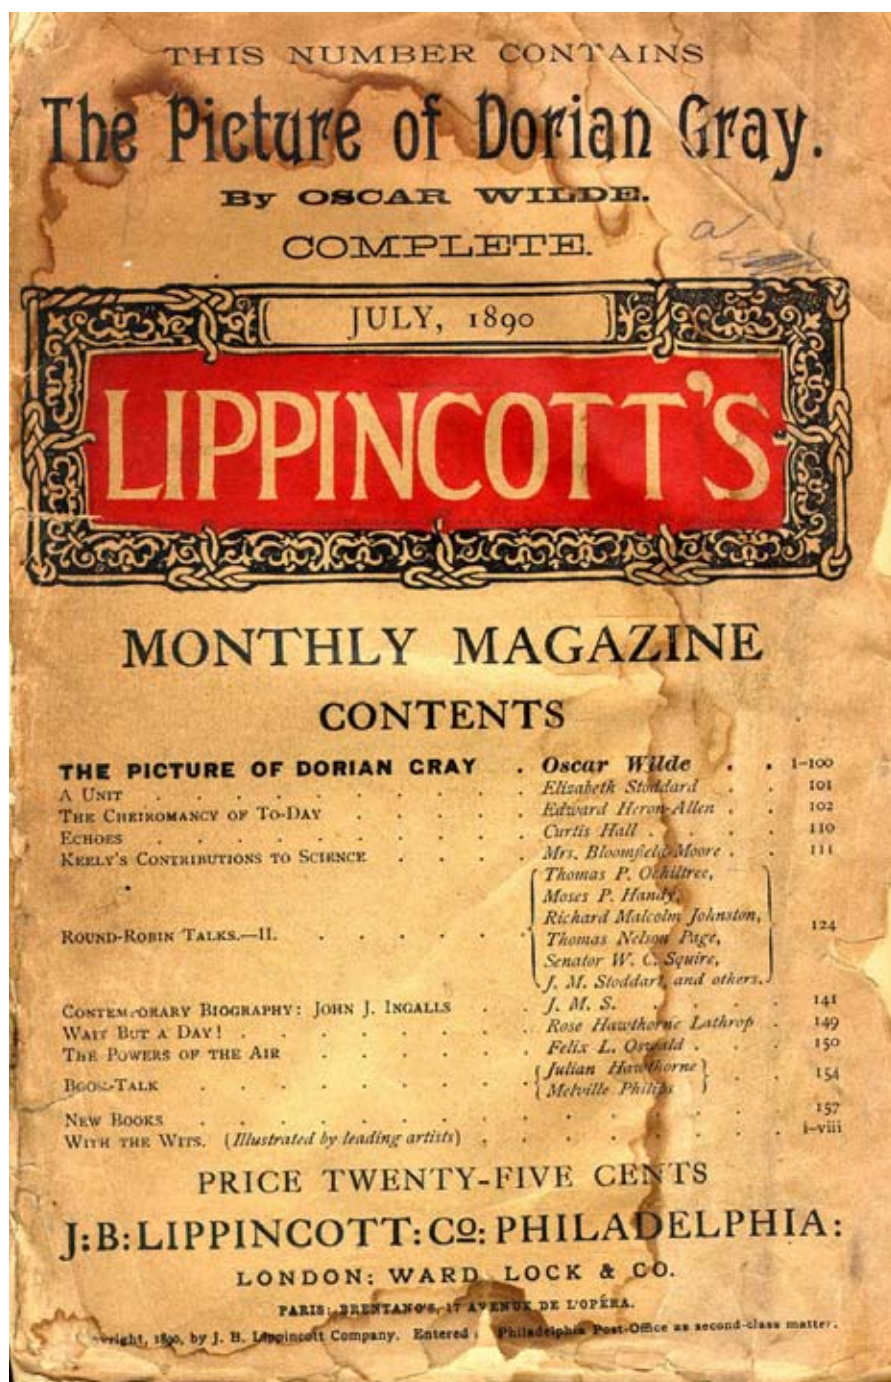 THIS NUMBER CONTAINS
The Picture of Dorian Gray.
By OSCAR WILDE.
COMPLETE.
a
JULY, 1890
LIPPINCOTT'S
MONTHLY MAGAZINE
CONTENTS
THE PICTURE OF DORIAN GRAY . Oscar Wilde . . 1-100
A UNIT . . . . . . . . . . Elizabeth Stoddard . . 101
THE CHEIROMANCY OF TO-DAY . . . . . Edward Heron-Allen . . 102
ECHOES . . . . . . . . . . Curtis Hall . . . . 110
KEELY'S CONTRIBUTIONS TO SCIENCE . . . . Mrs. Bloomfield-Moore . . 111
ROUND-ROBIN TALKS.—II. . . . . . .
Thomas P. Ochiltree,
Moses P. Handy,
Richard Malcolm Johnston,
Thomas Nelson Page,
Senator W. C. Squire,
J. M. Stoddart, and others.
124
CONTEMPORARY BIOGRAPHY: JOHN J. INGALLS . . J. M. S. . . . . 141
WAIT BUT A DAY! . . . . . . . Rose Hawthorne Lathrop . 149
THE POWERS OF THE AIR . . . . . . Felix L. Oswald . . . 150
BOOK-TALK . . . . . . . .
Julian Hawthorne
Melville Philips
. . 154
NEW BOOKS . . . . . . . . . . . . . 157
WITH THE WITS. (Illustrated by leading artists) . . . . . . . i-viii
PRICE TWENTY-FIVE CENTS
J:B:LIPPINCOTT:Co:PHILADELPHIA:
LONDON: WARD, LOCK & CO.
PARIS: BRENTANO'S, 17 AVENUE DE L'OPÉRA.
Copyright, 1890, by J. B. Lippincott Company. Entered Philadelphia Post-Office as second-class matter.